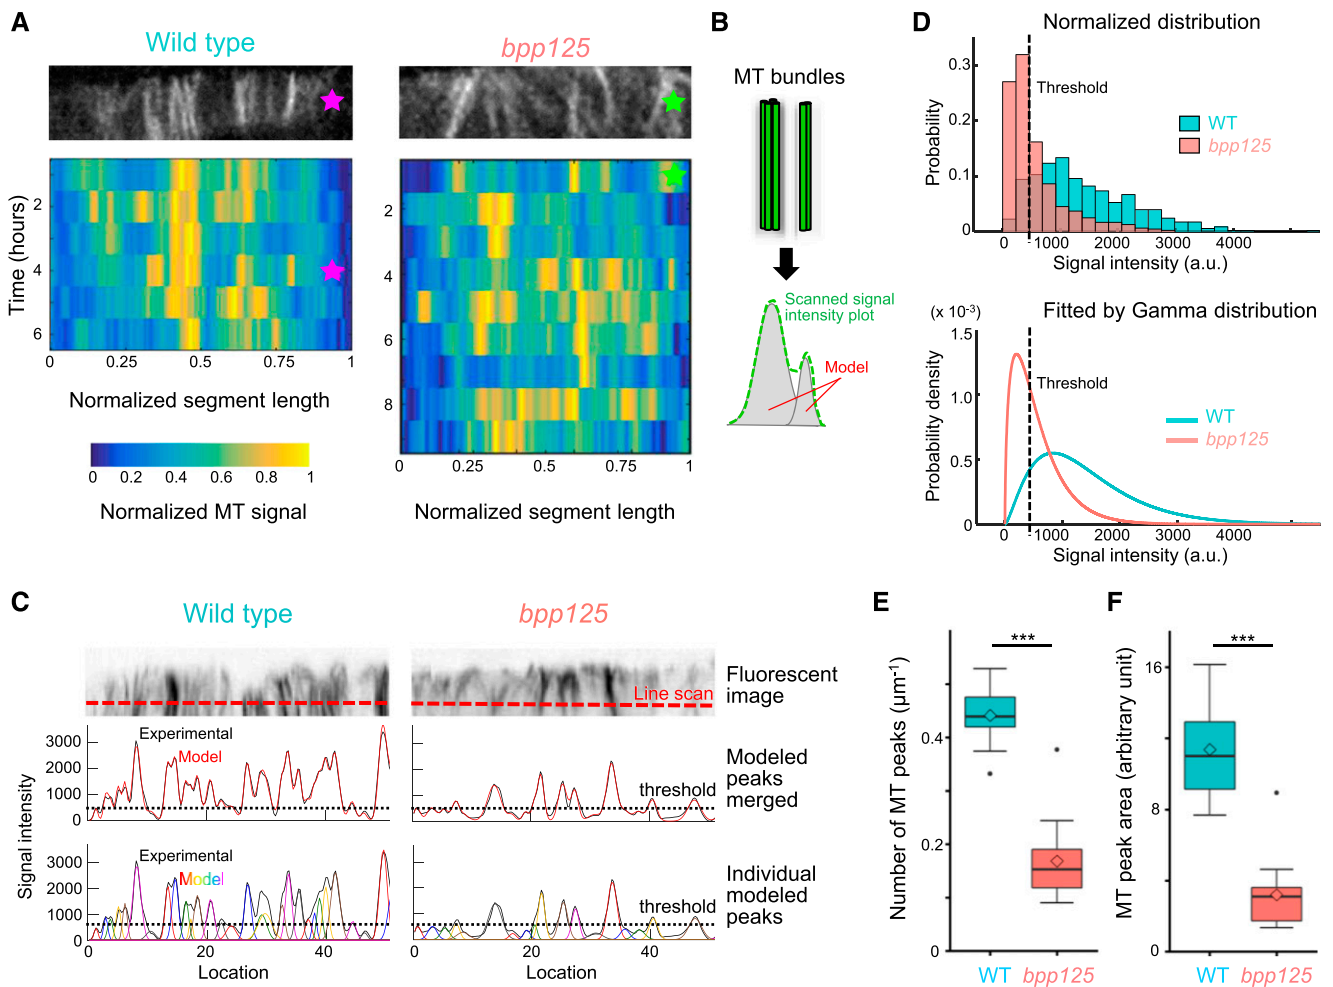 A
Wild type
bpp125
Time (hours)
2
4
6
0
0.25
0.5
0.75
1
Normalized segment length
2
4
6
8
0
0.25
0.5
0.75
1
Normalized segment length
0
0.2
0.4
0.6
0.8
1
Normalized MT signal
B
MT bundles
Scanned signal
intensity plot
Model
C
Wild type
bpp125
Line scan
Fluorescent
image
Signal intensity
3000
2000
1000
0
Experimental
Model
threshold
Modeled
peaks
merged
3000
2000
1000
0
Experimental
Model
threshold
Individual
modeled
peaks
0
20
40
Location
0
20
40
Location
D
Normalized distribution
Probability
0.3
0.2
0.1
0
Threshold
WT
bpp125
0
1000
2000
3000
4000
Signal intensity (a.u.)
(x 10-3)
Fitted by Gamma distribution
Probability density
1.5
1.0
0.5
0
Threshold
WT
bpp125
0
1000
2000
3000
4000
Signal intensity (a.u.)
E
Number of MT peaks (μm-1)
0.4
0.2
0
***
WT
bpp125
F
MT peak area (arbitrary unit)
16
8
0
***
WT
bpp125